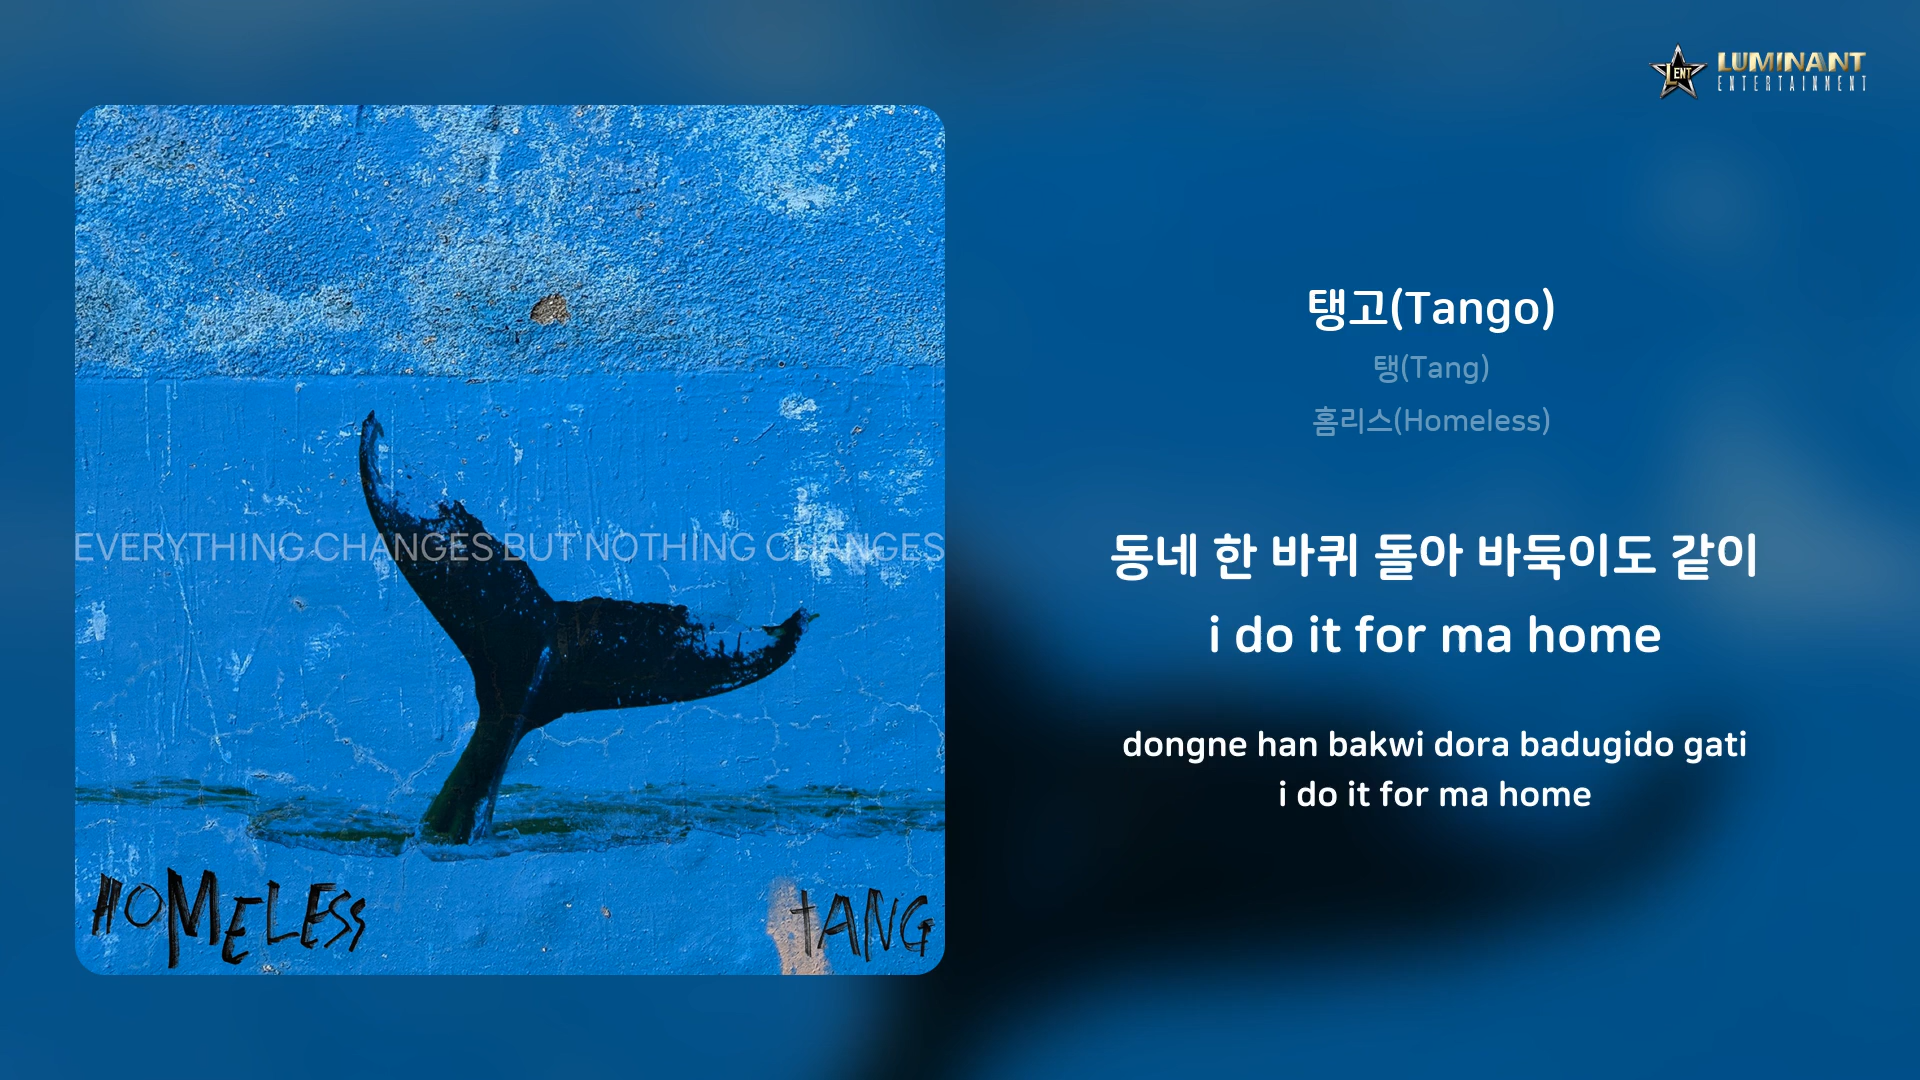 LENT
LUMINANT
ENTERTAINMENT
EVERYTHING CHANGES BUT NOTHING CHANGES
HOMELESS
TANG
탱고(Tango)
탱(Tang)
홈리스(Homeless)
동네 한 바퀴 돌아 바둑이도 같이
i do it for ma home
dongne han bakwi dora badugido gati
i do it for ma home